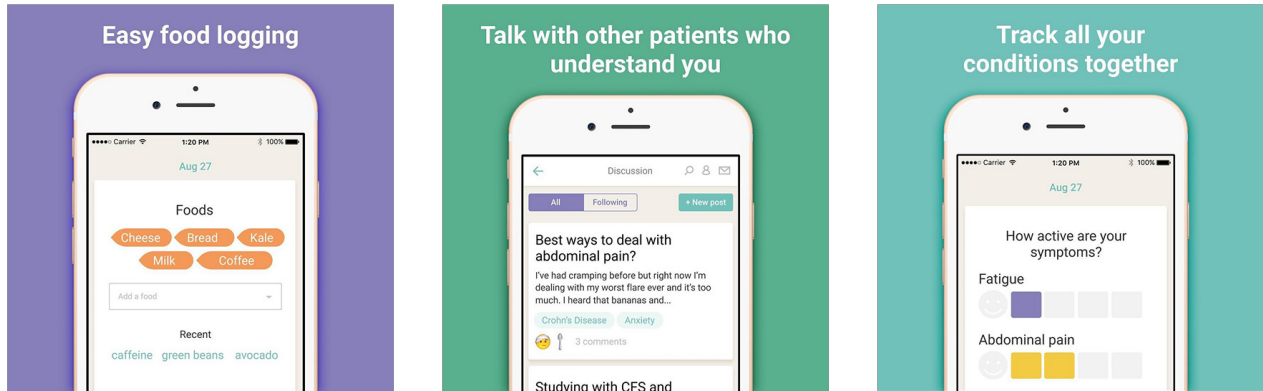 Easy food logging
Carrier 1:20 PM 100%
Aug 27
Foods
Cheese Bread Kale
Milk Coffee
Add a food
Recent
caffeine green beans avocado
Talk with other patients who
understand you
Discussion
All Following + New post
Best ways to deal with
abdominal pain?
I've had cramping before but right now I'm
dealing with my worst flare ever and it's too
much. I heard that bananas and...
Crohn's Disease Anxiety
3 comments
Studying with CFS and
Track all your
conditions together
Carrier 1:20 PM 100%
Aug 27
How active are your
symptoms?
Fatigue
Abdominal pain